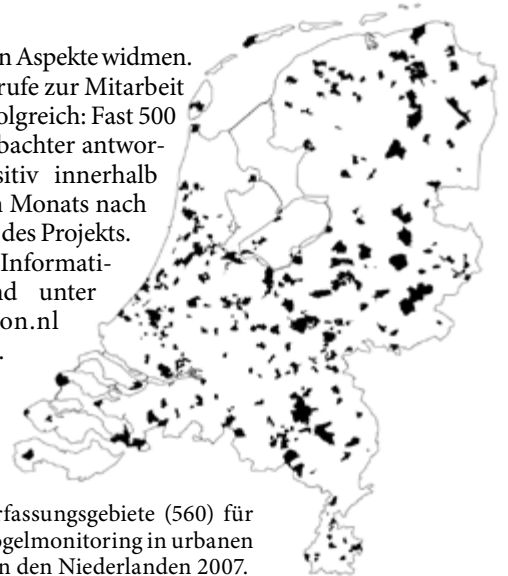 n Aspekte widmen.
rufe zur Mitarbeit
olgreich: Fast 500
bachter antwor-
sitiv innerhalb
n Monats nach
des Projekts.
Informati-
nd unter
on.nl
.
rfassungsgebiete (560) für
ogelmonitoring in urbanen
n den Niederlanden 2007.